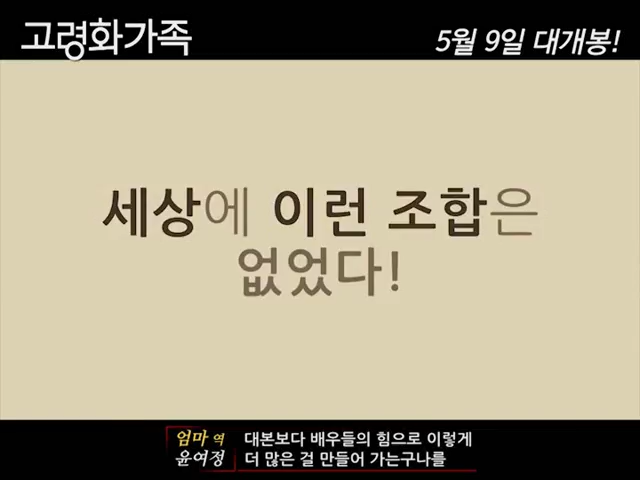 고령화가족
5월 9일 대개봉!
세상에 이런 조합은
없었다!
엄마 역
윤여정
대본보다 배우들의 힘으로 이렇게
더 많은 걸 만들어 가는구나를